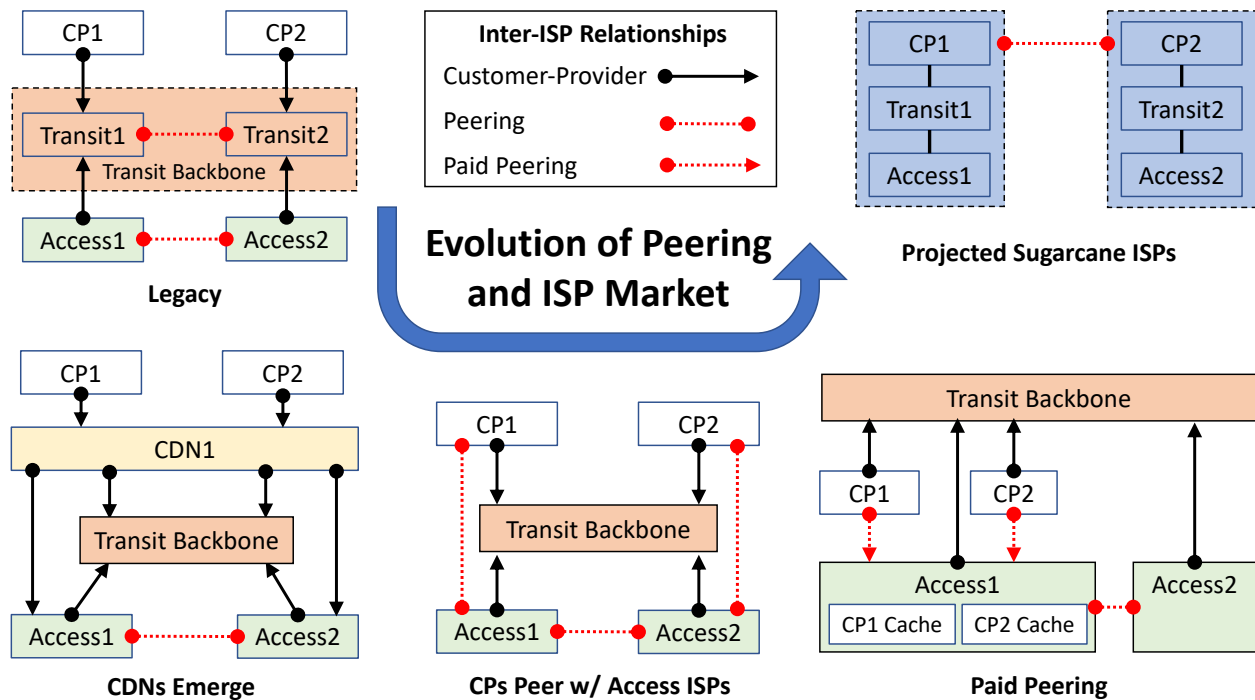 CP1
CP2
Transit1
Transit2
Transit Backbone
Access1
Access2
Legacy
Inter-ISP Relationships
Customer-Provider
Peering
Paid Peering
CP1
CP2
Transit1
Transit2
Access1
Access2
Projected Sugarcane ISPs
Evolution of Peering
and ISP Market
CP1
CP2
CDN1
Transit Backbone
Access1
Access2
CDNs Emerge
CP1
CP2
Transit Backbone
Access1
Access2
CPs Peer w/ Access ISPs
Transit Backbone
CP1
CP2
Access1
Access2
CP1 Cache
CP2 Cache
Paid Peering